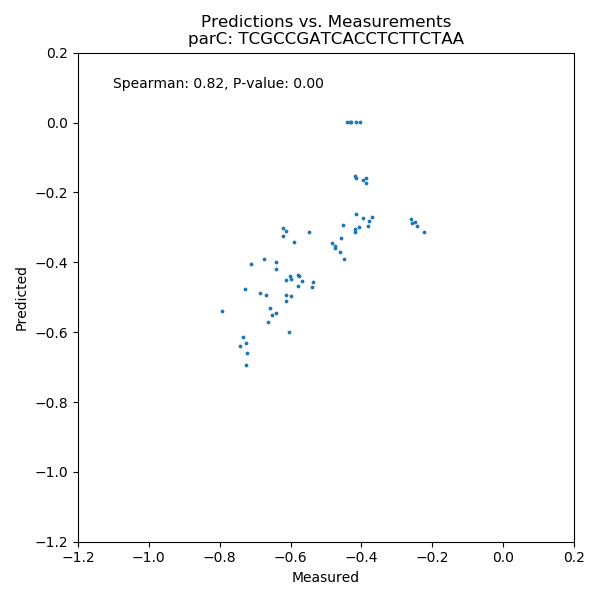 Predictions vs. Measurements
parC: TCGCCGATCACCTCTTCTAA
0.2
Spearman: 0.82, P-value: 0.00
0.0
−0.2
−0.4
Predicted
−0.6
−0.8
−1.0
−1.2
−1.2 −1.0 −0.8 −0.6 −0.4 −0.2 0.0 0.2
Measured